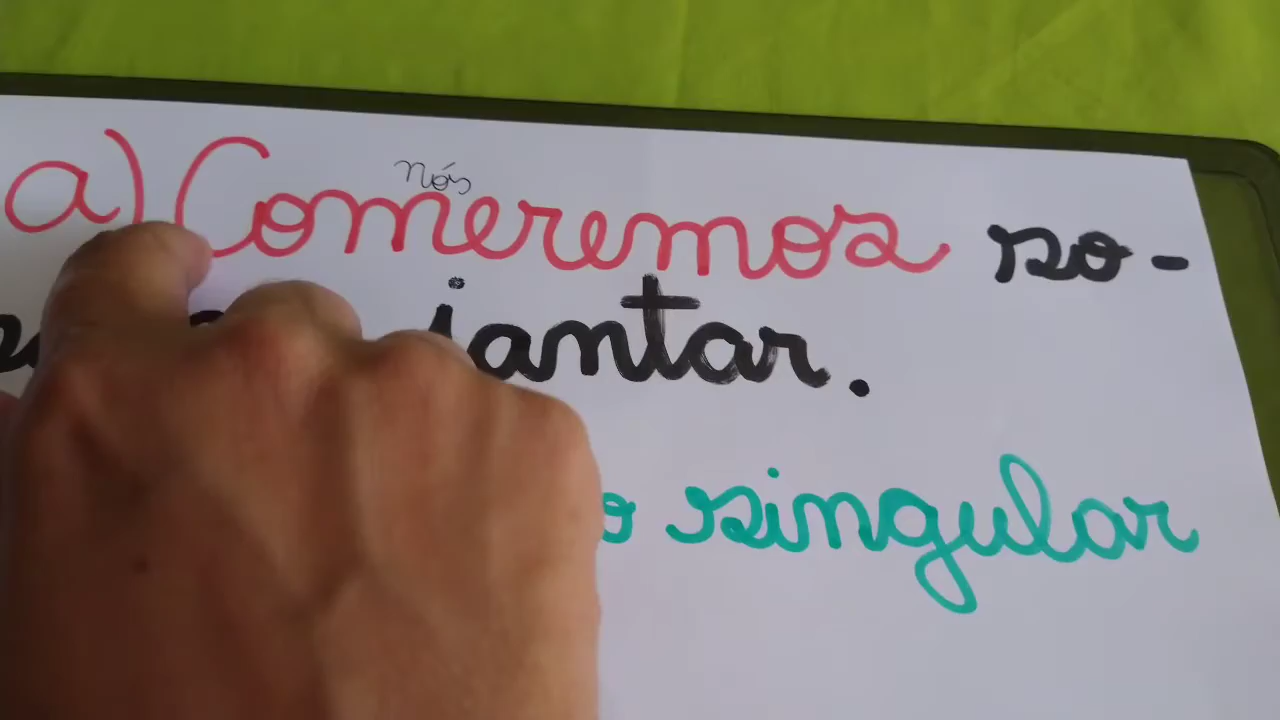 nós
a) Comeremos so-
jantar.
o singular